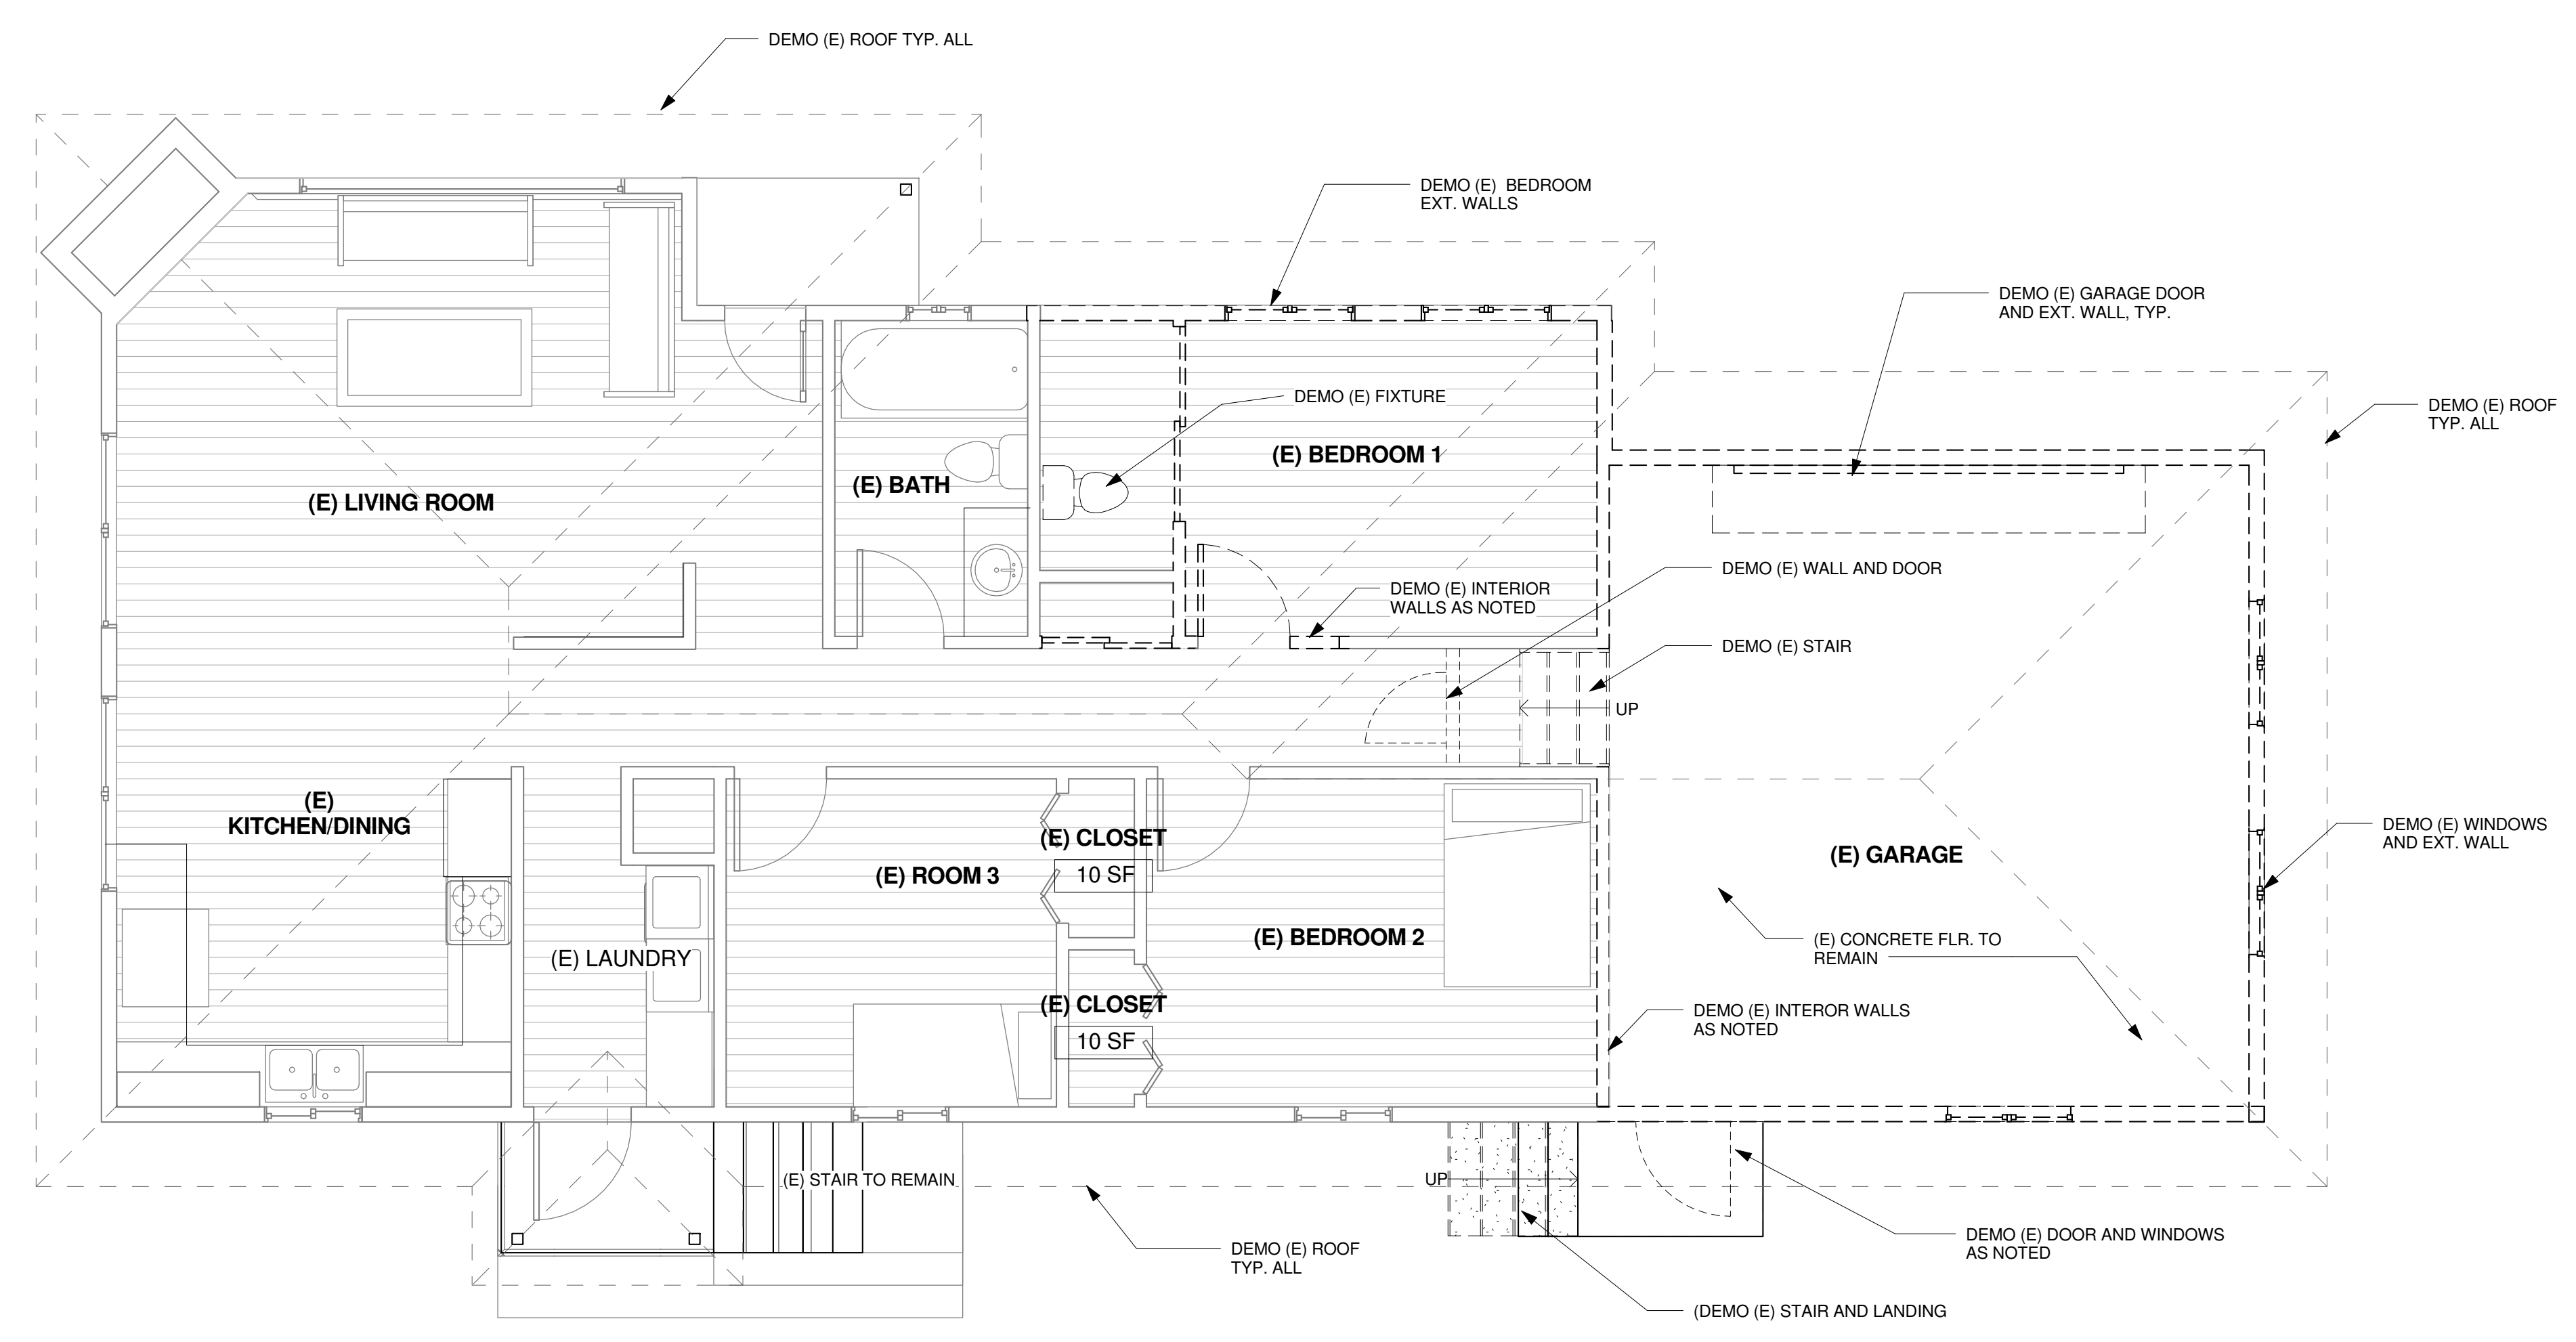 DEMO (E) ROOF TYP. ALL
DEMO (E) BEDROOM
EXT. WALLS
DEMO (E) GARAGE DOOR
AND EXT. WALL, TYP.
DEMO (E) FIXTURE
DEMO (E) ROOF
TYP. ALL
(E) BEDROOM 1
(E) BATH
(E) LIVING ROOM
DEMO (E) WALL AND DOOR
DEMO (E) INTERIOR
WALLS AS NOTED
DEMO (E) STAIR
UP
(E)
KITCHEN/DINING
(E) CLOSET
10 SF
(E) ROOM 3
(E) GARAGE
DEMO (E) WINDOWS
AND EXT. WALL
(E) BEDROOM 2
(E) LAUNDRY
(E) CONCRETE FLR. TO
REMAIN
(E) CLOSET
10 SF
DEMO (E) INTEROR WALLS
AS NOTED
(E) STAIR TO REMAIN
UP
DEMO (E) ROOF
TYP. ALL
DEMO (E) DOOR AND WINDOWS
AS NOTED
(DEMO (E) STAIR AND LANDING